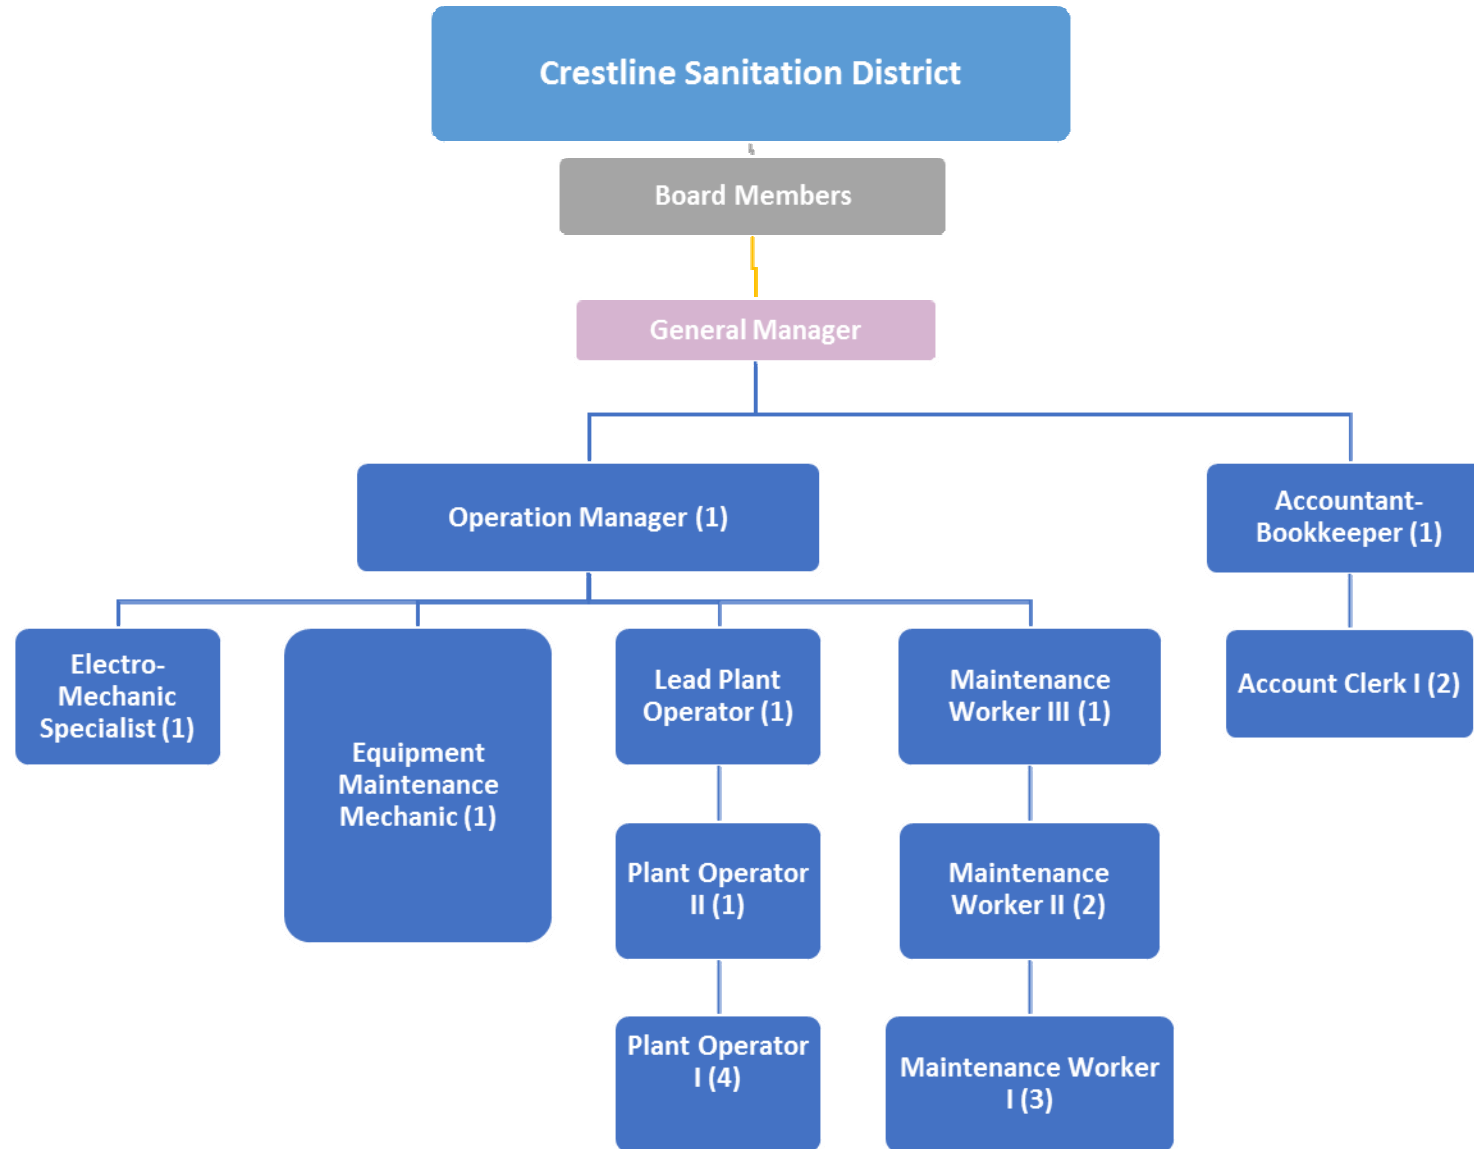 Crestline Sanitation District
Board Members
General Manager
Operation Manager (1)
Accountant-
Bookkeeper (1)
Electro-
Mechanic
Specialist (1)
Equipment
Maintenance
Mechanic (1)
Lead Plant
Operator (1)
Maintenance
Worker III (1)
Account Clerk I (2)
Plant Operator
II (1)
Maintenance
Worker II (2)
Plant Operator
I (4)
Maintenance Worker
I (3)